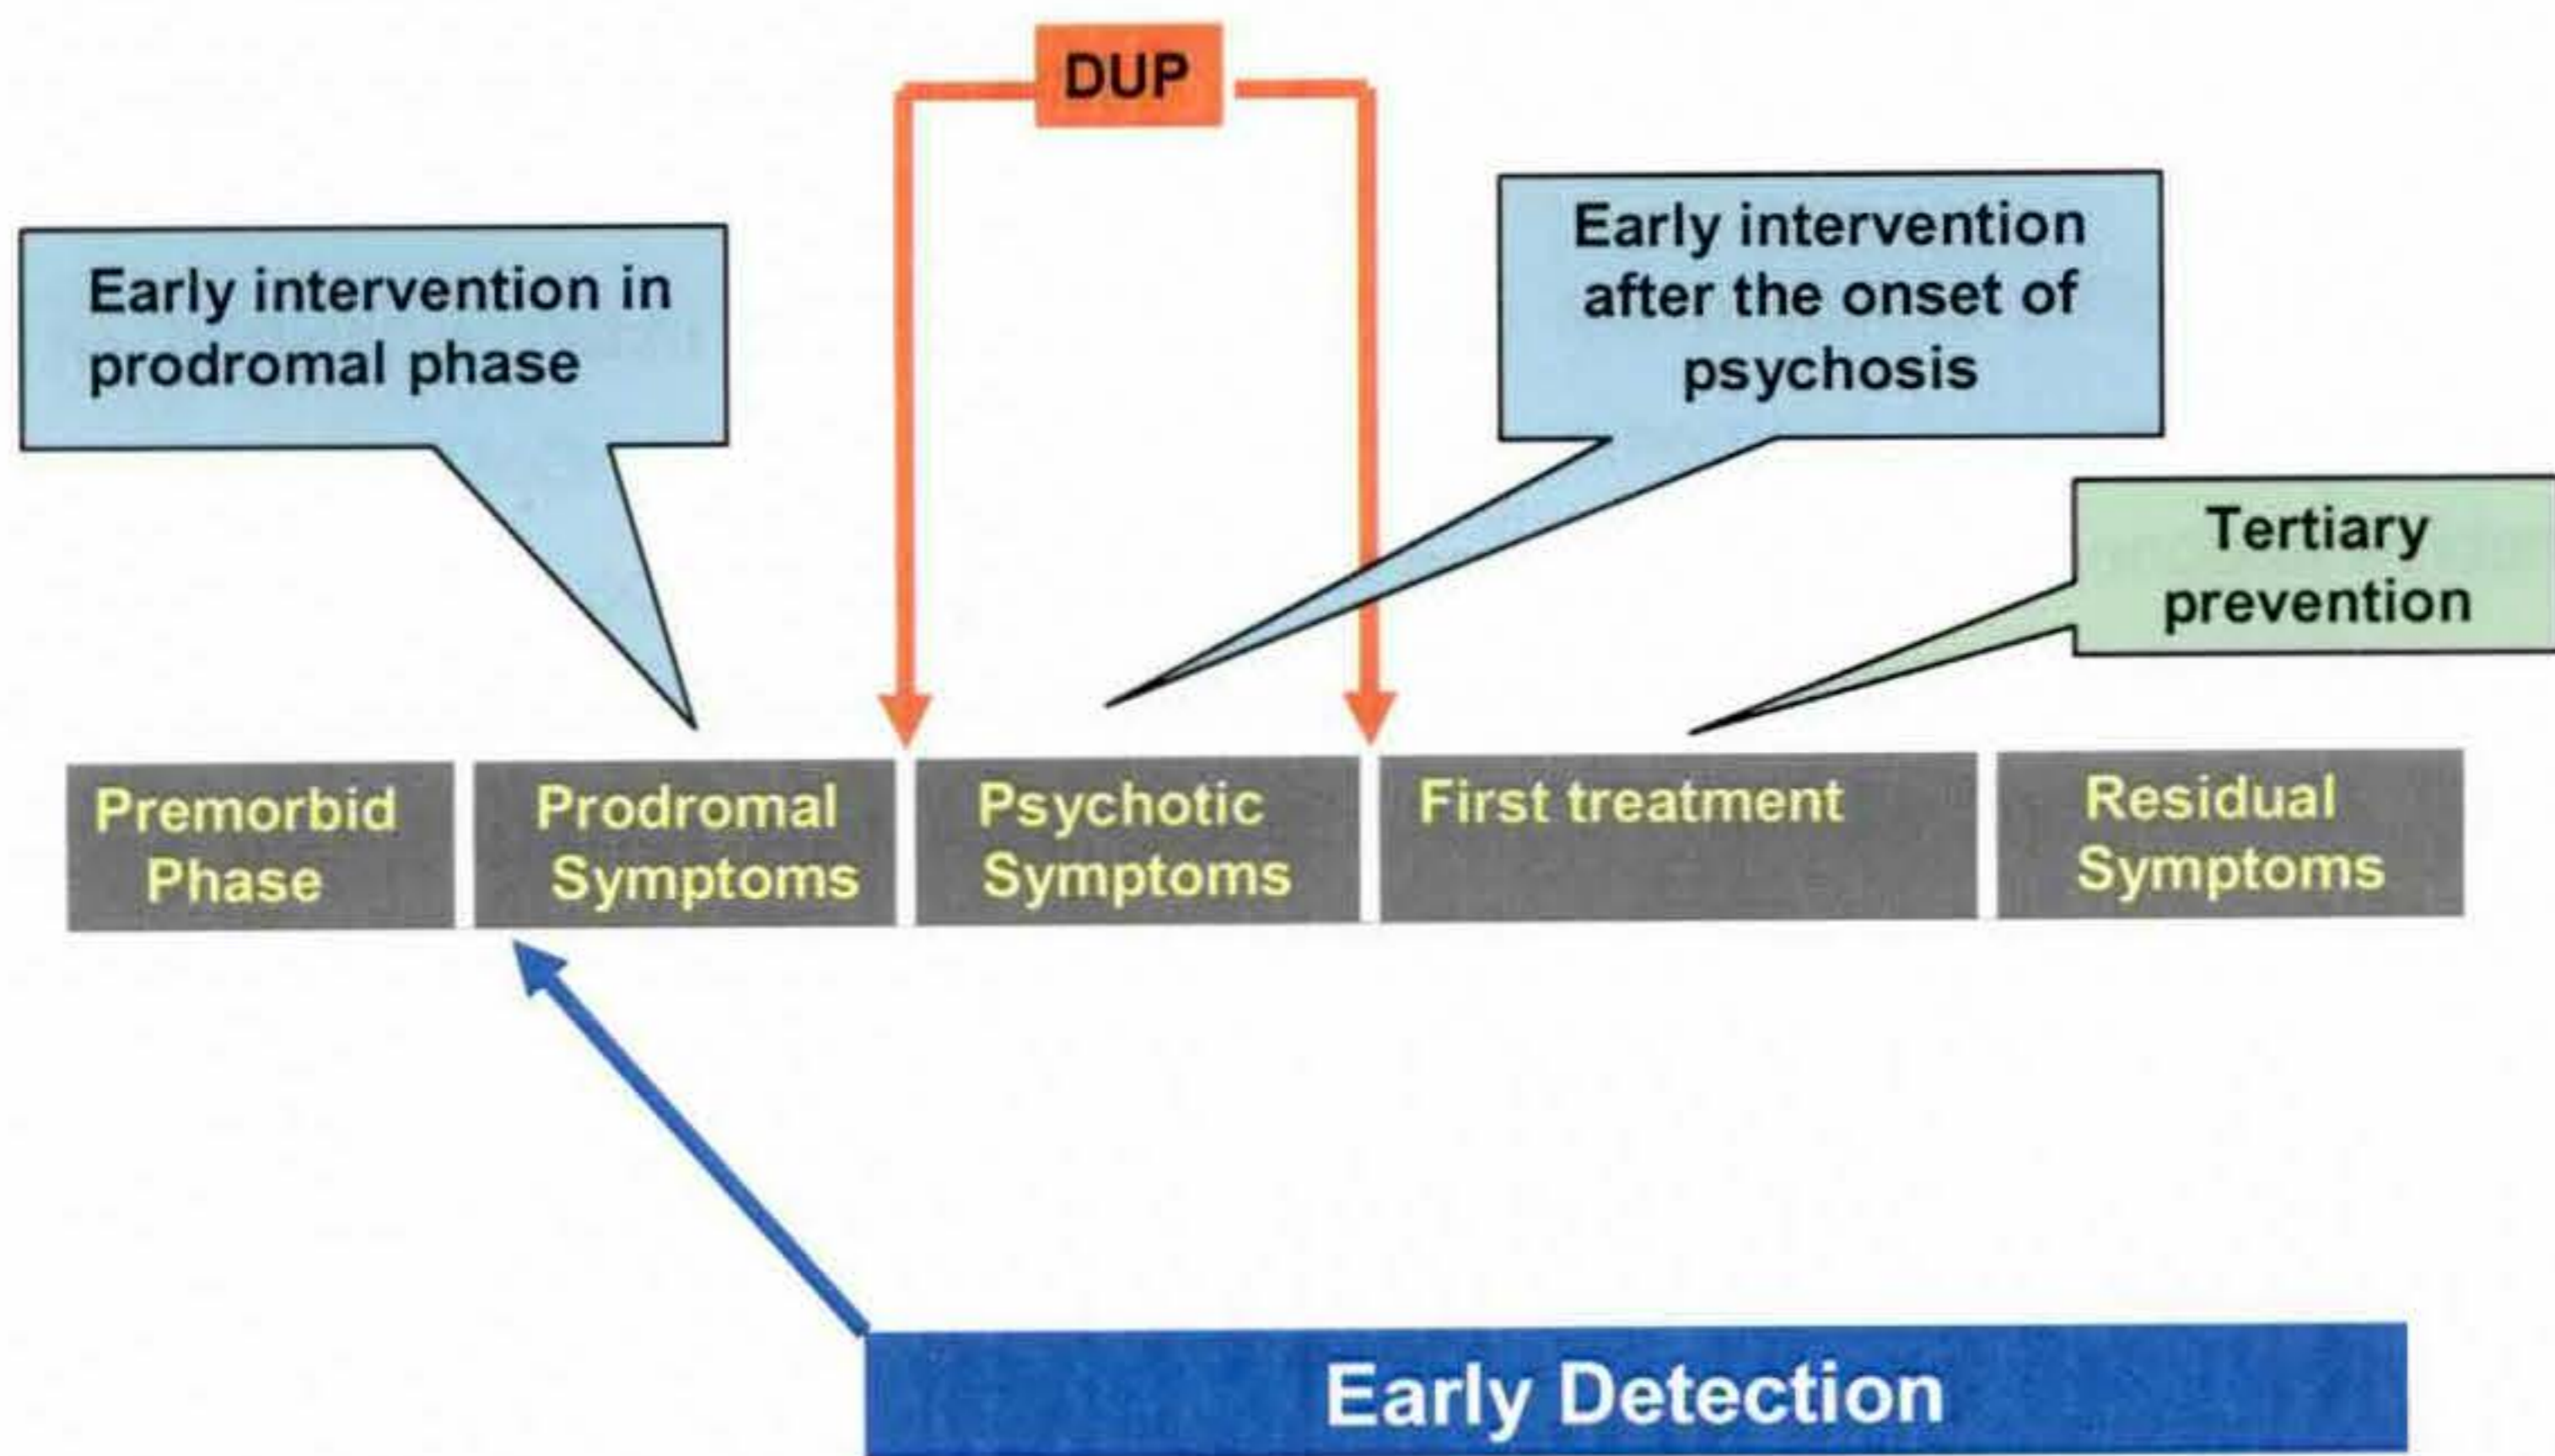 DUP
Early intervention in
prodromal phase
Early intervention
after the onset of
psychosis
Tertiary
prevention
Premorbid
Phase
Prodromal
Symptoms
Psychotic
Symptoms
First treatment
Residual
Symptoms
Early Detection